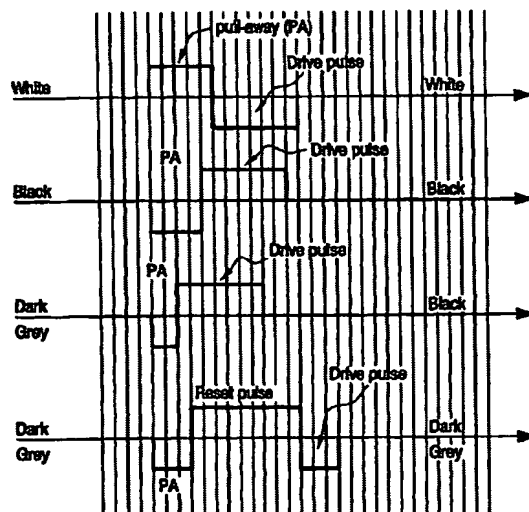 pull-away (PA)
Drive pulse
White
White
PA
Drive pulse
Black
Black
PA
Drive pulse
Dark
Grey
Black
Reset pulse
Drive pulse
Dark
Grey
Dark
Grey
PA